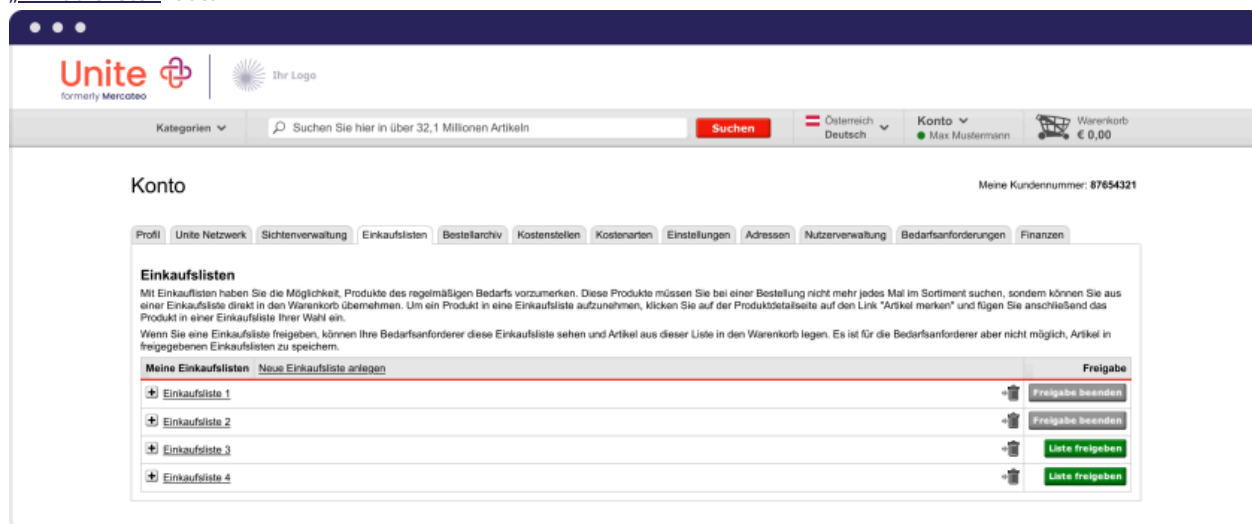 Unite
formerly Mercateo
Ihr Logo
Kategorien
Suchen Sie hier in über 32,1 Millionen Artikeln
Suchen
Österreich
Deutsch
Konto
Max Mustermann
Warenkorb
€ 0,00
Konto
Meine Kundennummer: 87654321
Profil Unite Netzwerk Sichtenverwaltung Einkaufslisten Bestellarchiv Kostenstellen Kostenarten Einstellungen Adressen Nutzerverwaltung Bedarfsanforderungen Finanzen
Einkaufslisten
Mit Einkauflisten haben Sie die Möglichkeit, Produkte des regelmäßigen Bedarfs vorzumerken. Diese Produkte müssen Sie bei einer Bestellung nicht mehr jedes Mal im Sortiment suchen, sondern können Sie aus
einer Einkaufsliste direkt in den Warenkorb übernehmen. Um ein Produkt in eine Einkaufsliste aufzunehmen, klicken Sie auf der Produktdetailseite auf den Link "Artikel merken" und fügen Sie anschließend das
Produkt in einer Einkaufsliste Ihrer Wahl ein.
Wenn Sie eine Einkaufsliste freigeben, können Ihre Bedarfsanforderer diese Einkaufsliste sehen und Artikel aus dieser Liste in den Warenkorb legen. Es ist für die Bedarfsanforderer aber nicht möglich, Artikel in
freigegebenen Einkaufslisten zu speichern.
Meine Einkaufslisten Neue Einkaufsliste anlegen Freigabe
Einkaufsliste 1 Freigabe beenden
Einkaufsliste 2 Freigabe beenden
Einkaufsliste 3 Liste freigeben
Einkaufsliste 4 Liste freigeben